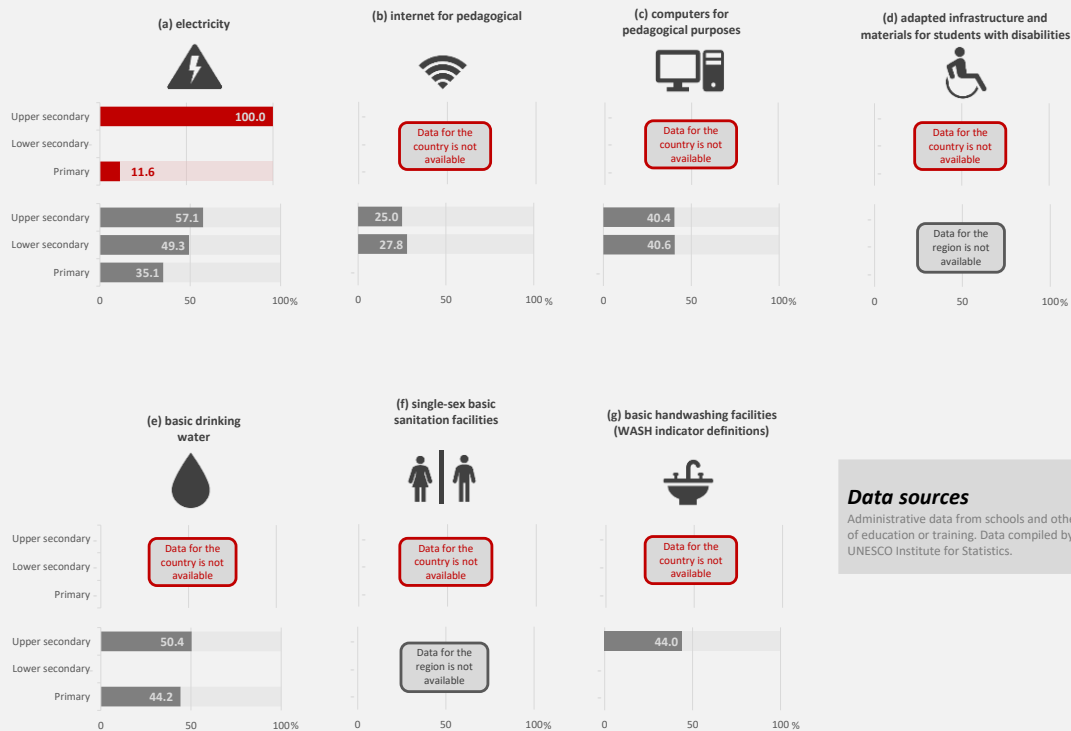 (a) electricity
(b) internet for pedagogical
(c) computers for
pedagogical purposes
(d) adapted infrastructure and
materials for students with disabilities
Upper secondary
100.0
Lower secondary
Primary
11.6
Data for the
country is not
available
Data for the
country is not
available
Data for the
country is not
available
Upper secondary
57.1
Lower secondary
49.3
Primary
35.1
0 50 100%
25.0
27.8
0 50 100 %
40.4
40.6
0 50 100 %
Data for the
region is not
available
0 50 100 %
(e) basic drinking
water
(f) single-sex basic
sanitation facilities
(g) basic handwashing facilities
(WASH indicator definitions)
Upper secondary
Lower secondary
Primary
Data for the
country is not
available
Data for the
country is not
available
Data for the
country is not
available
Data sources
Administrative data from schools and othe
of education or training. Data compiled by
UNESCO Institute for Statistics.
Upper secondary
50.4
Lower secondary
Primary
44.2
0 50 100%
Data for the
region is not
available
0 50 100 %
44.0
0 50 100 %